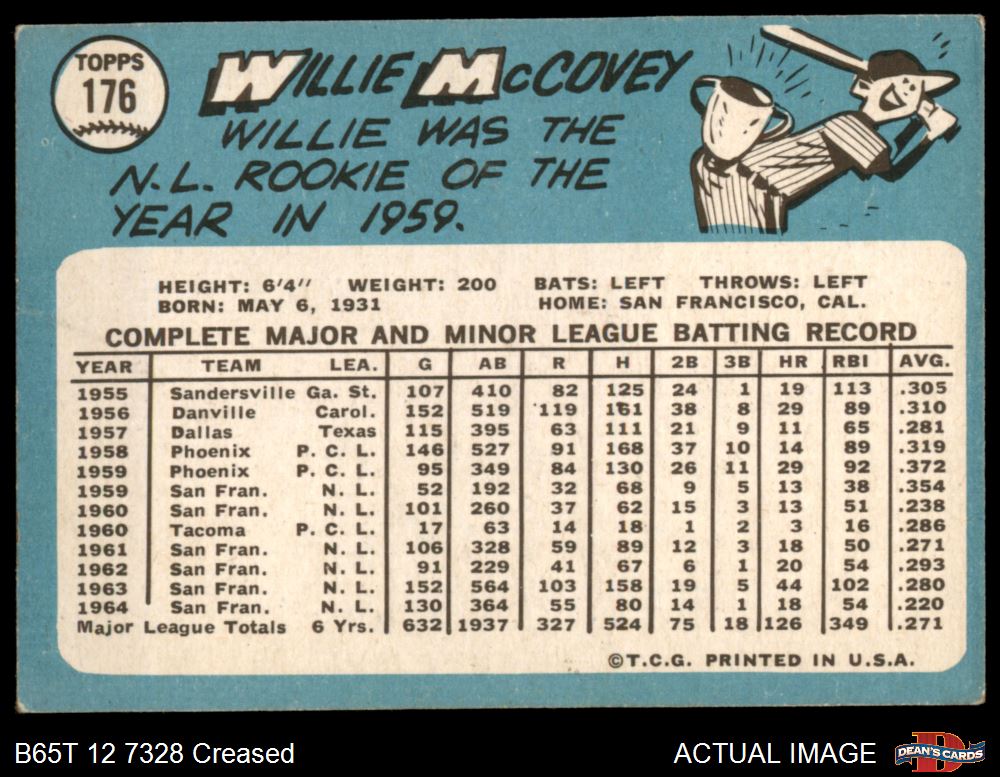 TOPPS
176
WILLIE McCOVEY
WILLIE WAS THE
N.L. ROOKIE OF THE
YEAR IN 1959.
HEIGHT: 6'4" WEIGHT: 200 BATS: LEFT THROWS: LEFT
BORN: MAY 6, 1931 HOME: SAN FRANCISCO, CAL.
COMPLETE MAJOR AND MINOR LEAGUE BATTING RECORD
YEAR TEAM LEA. G AB R H 2B 3B HR RBI AVG.
1955 Sandersville Ga. St. 107 410 82 125 24 1 19 113 .305
1956 Danville Carol. 152 519 119 161 38 8 29 89 .310
1957 Dallas Texas 115 395 63 111 21 9 11 65 .281
1958 Phoenix P. C. L. 146 527 91 168 37 10 14 89 .319
1959 Phoenix P. C. L. 95 349 84 130 26 11 29 92 .372
1959 San Fran. N. L. 52 192 32 68 9 5 13 38 .354
1960 San Fran. N. L. 101 260 37 62 15 3 13 51 .238
1960 Tacoma P. C. L. 17 63 14 18 1 2 3 16 .286
1961 San Fran. N. L. 106 328 59 89 12 3 18 50 .271
1962 San Fran. N. L. 91 229 41 67 6 1 20 54 .293
1963 San Fran. N. L. 152 564 103 158 19 5 44 102 .280
1964 San Fran. N. L. 130 364 55 80 14 1 18 54 .220
Major League Totals 6 Yrs. 632 1937 327 524 75 18 126 349 .271
©T.C.G. PRINTED IN U.S.A.
B65T 12 7328 Creased ACTUAL IMAGE
DEAN'S CARDS